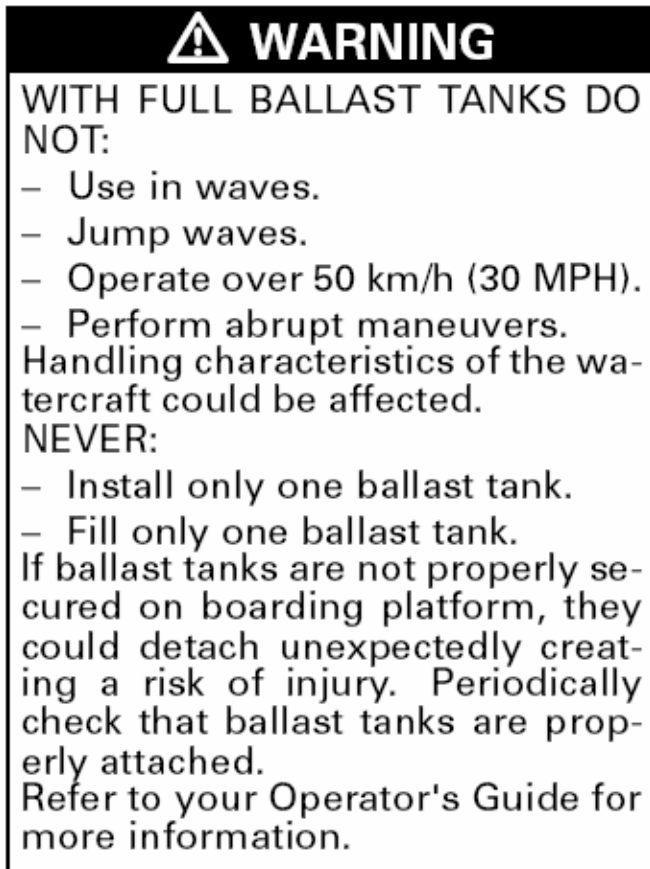 WARNING
WITH FULL BALLAST TANKS DO
NOT:
– Use in waves.
– Jump waves.
– Operate over 50 km/h (30 MPH).
– Perform abrupt maneuvers.
Handling characteristics of the wa-
tercraft could be affected.
NEVER:
– Install only one ballast tank.
– Fill only one ballast tank.
If ballast tanks are not properly se-
cured on boarding platform, they
could detach unexpectedly creat-
ing a risk of injury. Periodically
check that ballast tanks are prop-
erly attached.
Refer to your Operator's Guide for
more information.